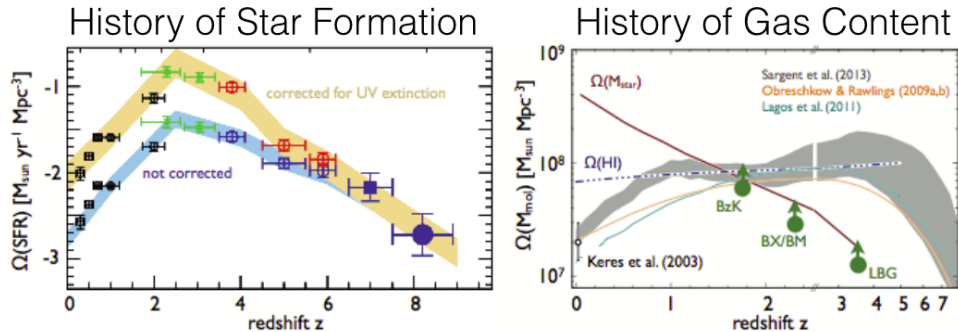 History of Star Formation
Ω(SFR) [Msun yr-1 Mpc-3]
-1
-2
-3
corrected for UV extinction
not corrected
0
2
4
6
8
redshift z
History of Gas Content
Ω(Mmol) [Msun Mpc-3]
10⁹
10⁸
10⁷
Ω(Mstar)
Sargent et al. (2013)
Obreschkow & Rawlings (2009a,b)
Lagos et al. (2011)
Ω(HI)
BzK
BX/BM
LBG
Keres et al. (2003)
0
1
2
3
4
5
6
7
redshift z